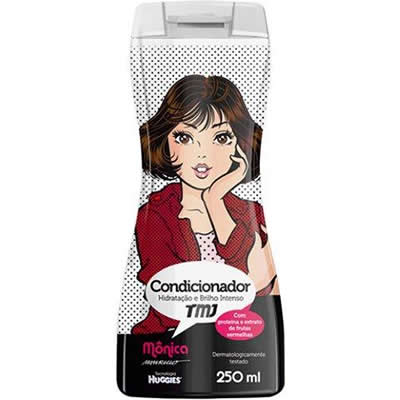 Condicionador
Hidratação e Brilho Intenso
TMJ
Com
proteína e extrato
de frutas
vermelhas
Mônica
Tecnologia
HUGGIES
Dermatologicamente
testado
250 ml